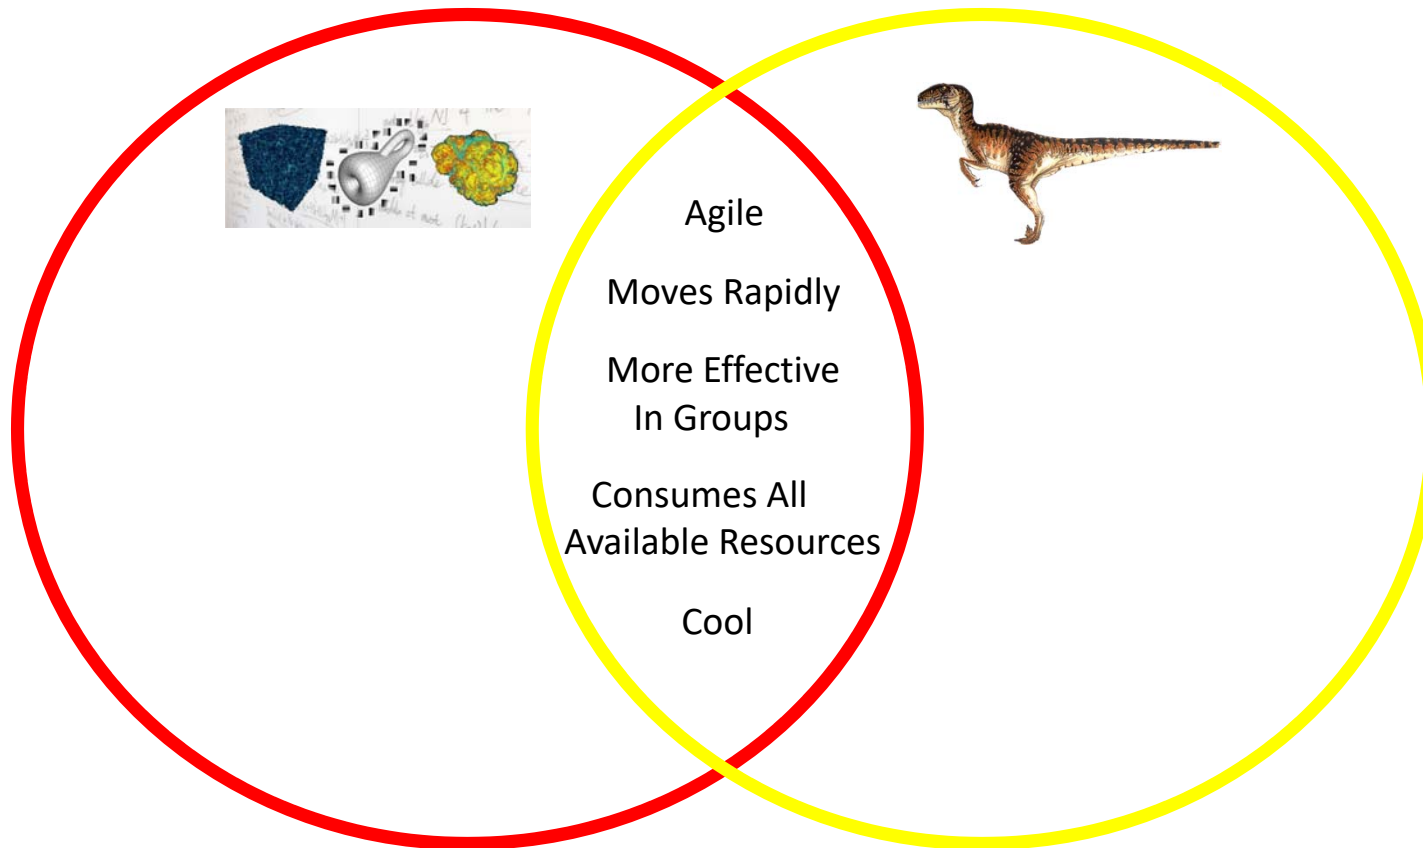 Agile
Moves Rapidly
More Effective
In Groups
Consumes All
Available Resources
Cool